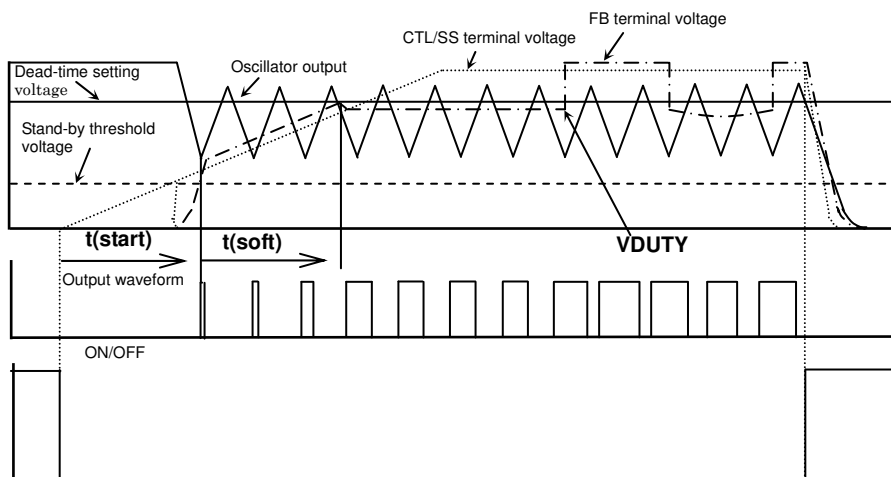 FB terminal voltage
CTL/SS terminal voltage
Dead-time setting
voltage
Oscillator output
Stand-by threshold
voltage
t(start)
t(soft)
VDUTY
Output waveform
ON/OFF